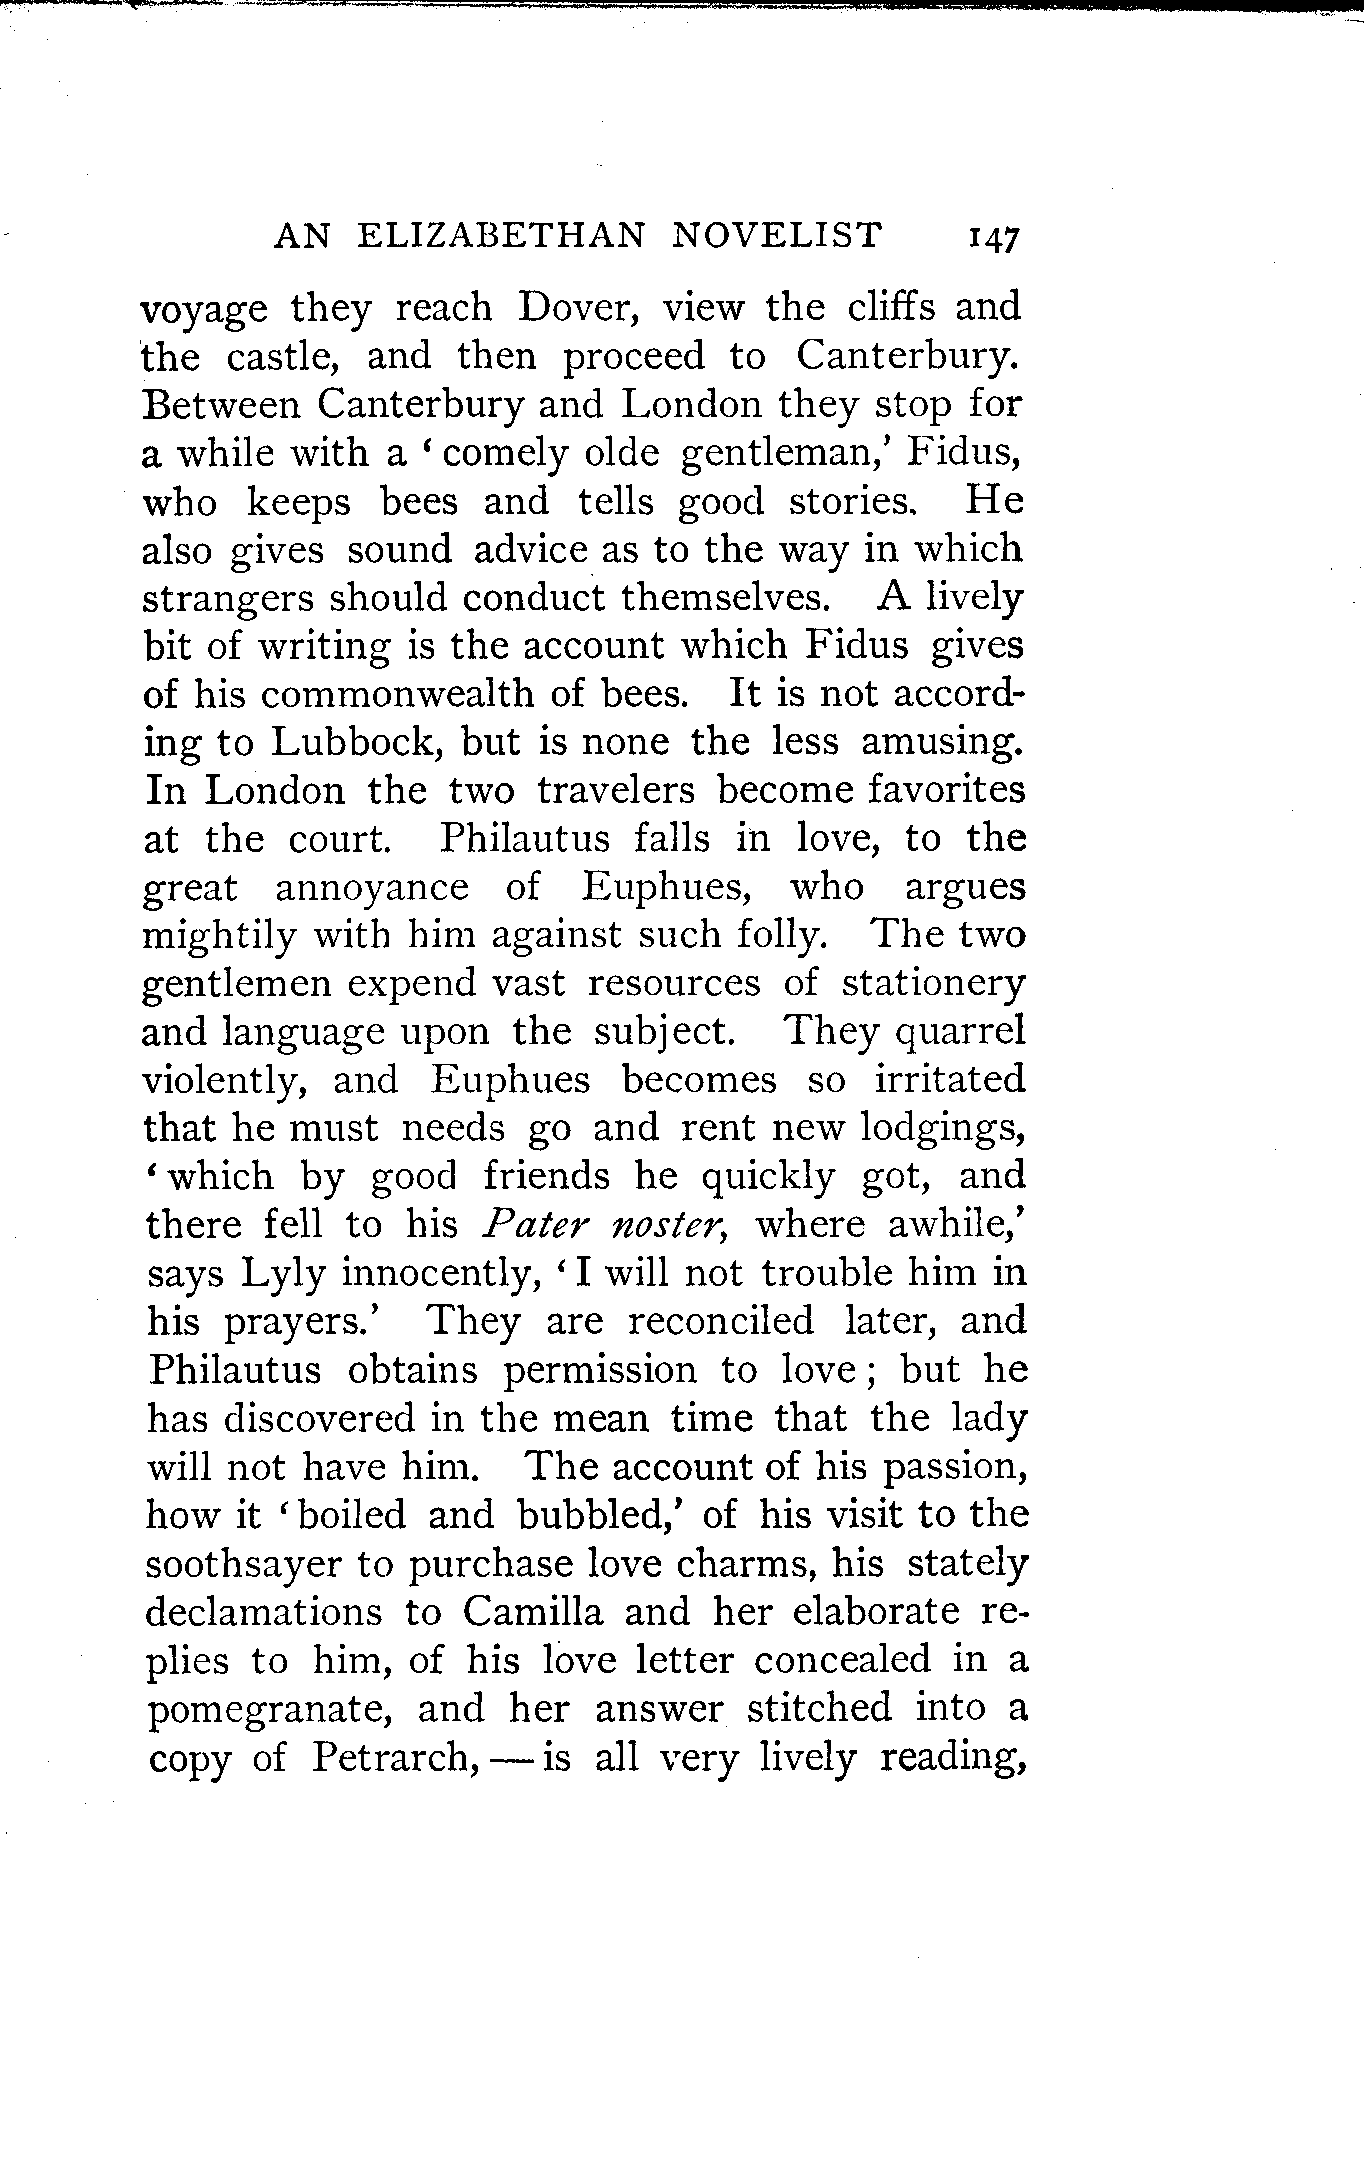 AN ELIZABETHAN NOVELIST 147
voyage they reach Dover, view the cliffs and
the castle, and then proceed to Canterbury.
Between Canterbury and London they stop for
a while with a ‘ comely olde gentleman,’ Fidus,
who keeps bees and tells good stories. He
also gives sound advice as to the way in which
strangers should conduct themselves. A lively
bit of writing is the account which Fidus gives
of his commonwealth of bees. It is not accord-
ing to Lubbock, but is none the less amusing.
In London the two travelers become favorites
at the court. Philautus falls in love, to the
great annoyance of Euphues, who argues
mightily with him against such folly. The two
gentlemen expend vast resources of stationery
and language upon the subject. They quarrel
violently, and Euphues becomes so irritated
that he must needs go and rent new lodgings,
‘ which by good friends he quickly got, and
there fell to his Pater noster, where awhile,’
says Lyly innocently, ‘ I will not trouble him in
his prayers.’ They are reconciled later, and
Philautus obtains permission to love ; but he
has discovered in the mean time that the lady
will not have him. The account of his passion,
how it ‘ boiled and bubbled,’ of his visit to the
soothsayer to purchase love charms, his stately
declamations to Camilla and her elaborate re-
plies to him, of his love letter concealed in a
pomegranate, and her answer stitched into a
copy of Petrarch, — is all very lively reading,